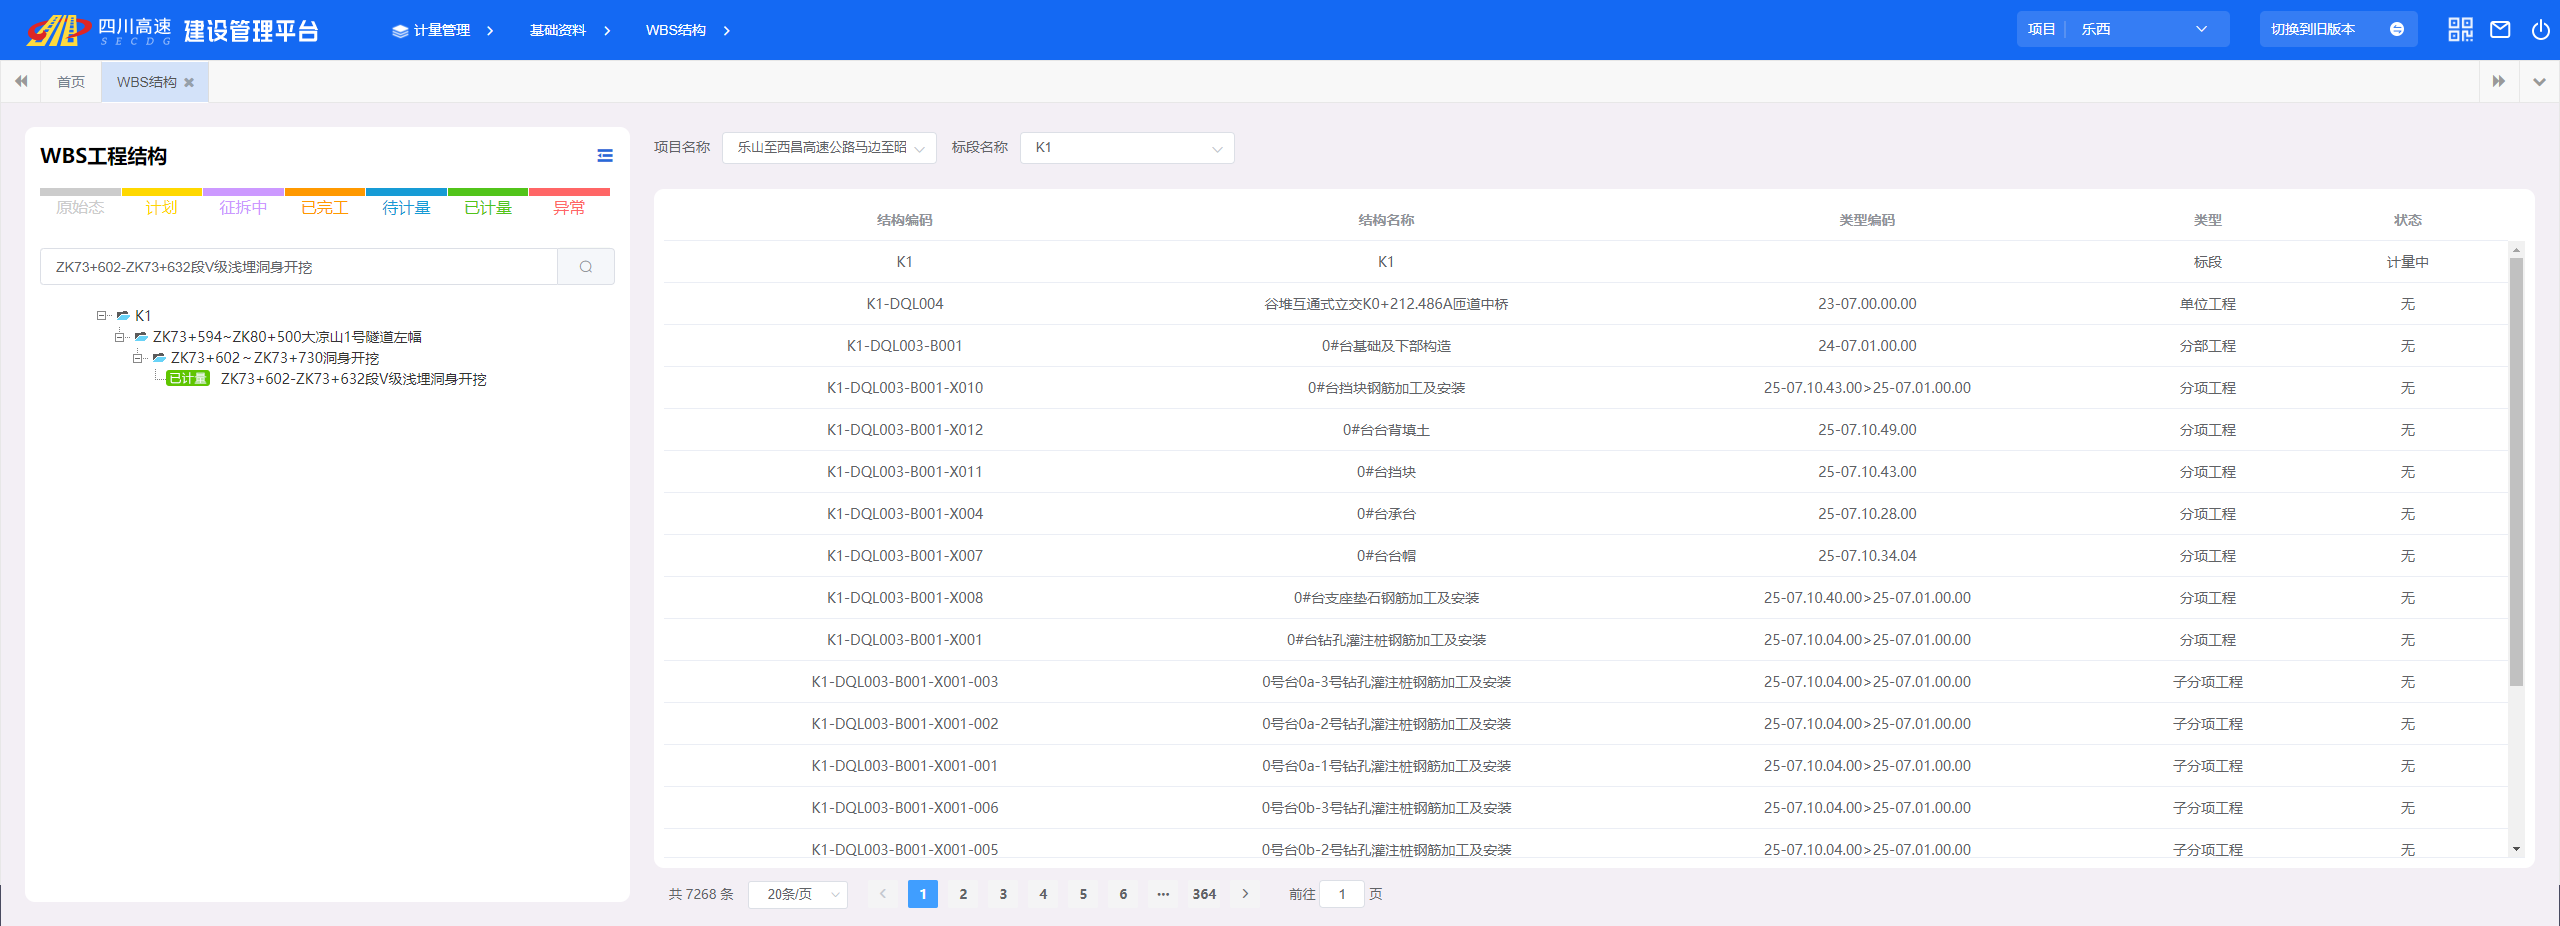 四川高速 SECDG 建设管理平台 计量管理 基础资料 WBS结构 项目 乐西 切换到旧版本
首页 WBS结构
WBS工程结构
原始态 计划 征拆中 已完工 待计量 已计量 异常
ZK73+602-ZK73+632段V级浅埋洞身开挖
K1
ZK73+594~ZK80+500大凉山1号隧道左幅
ZK73+602～ZK73+730洞身开挖
已计量 ZK73+602-ZK73+632段V级浅埋洞身开挖
项目名称 乐山至西昌高速公路马边至昭 标段名称 K1
结构编码 结构名称 类型编码 类型 状态
K1 K1 标段 计量中
K1-DQL004 谷堆互通式立交K0+212.486A匝道中桥 23-07.00.00.00 单位工程 无
K1-DQL003-B001 0#台基础及下部构造 24-07.01.00.00 分部工程 无
K1-DQL003-B001-X010 0#台挡块钢筋加工及安装 25-07.10.43.00>25-07.01.00.00 分项工程 无
K1-DQL003-B001-X012 0#台台背填土 25-07.10.49.00 分项工程 无
K1-DQL003-B001-X011 0#台挡块 25-07.10.43.00 分项工程 无
K1-DQL003-B001-X004 0#台承台 25-07.10.28.00 分项工程 无
K1-DQL003-B001-X007 0#台台帽 25-07.10.34.04 分项工程 无
K1-DQL003-B001-X008 0#台支座垫石钢筋加工及安装 25-07.10.40.00>25-07.01.00.00 分项工程 无
K1-DQL003-B001-X001 0#台钻孔灌注桩钢筋加工及安装 25-07.10.04.00>25-07.01.00.00 分项工程 无
K1-DQL003-B001-X001-003 0号台0a-3号钻孔灌注桩钢筋加工及安装 25-07.10.04.00>25-07.01.00.00 子分项工程 无
K1-DQL003-B001-X001-002 0号台0a-2号钻孔灌注桩钢筋加工及安装 25-07.10.04.00>25-07.01.00.00 子分项工程 无
K1-DQL003-B001-X001-001 0号台0a-1号钻孔灌注桩钢筋加工及安装 25-07.10.04.00>25-07.01.00.00 子分项工程 无
K1-DQL003-B001-X001-006 0号台0b-3号钻孔灌注桩钢筋加工及安装 25-07.10.04.00>25-07.01.00.00 子分项工程 无
K1-DQL003-B001-X001-005 0号台0b-2号钻孔灌注桩钢筋加工及安装 25-07.10.04.00>25-07.01.00.00 子分项工程 无
共 7268 条 20条/页 1 2 3 4 5 6 ··· 364 前往 1 页